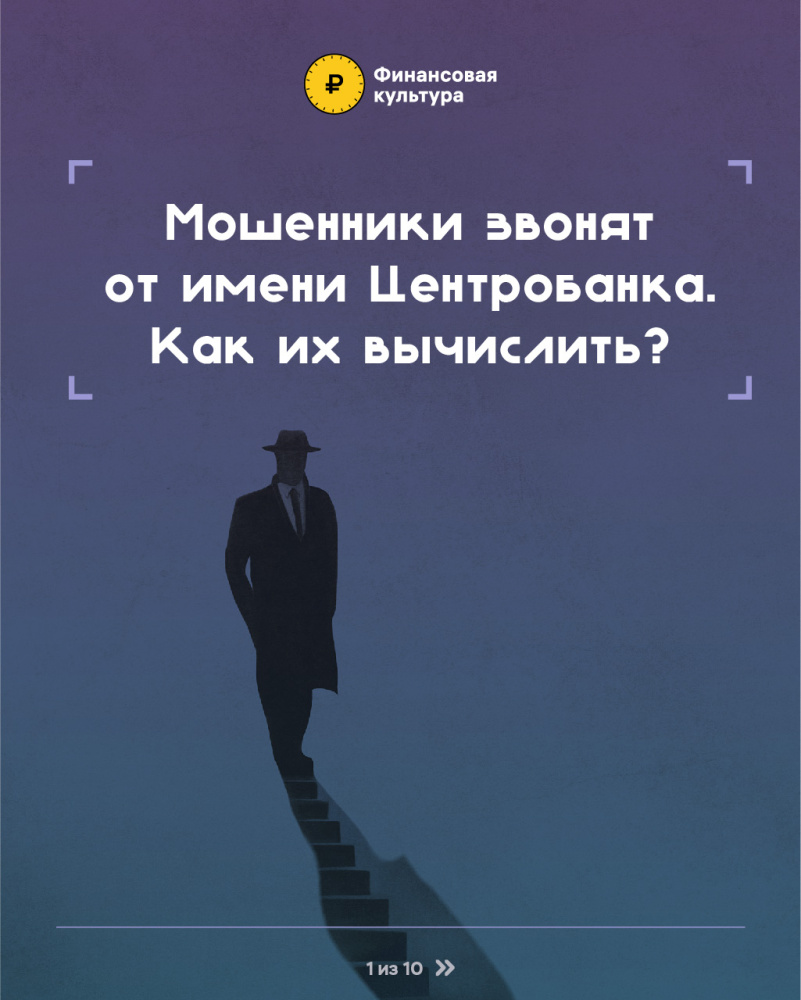 ₽
Финансовая
культура
Мошенники звонят
от имени Центробанка.
Как их вычислить?
1 из 10 »